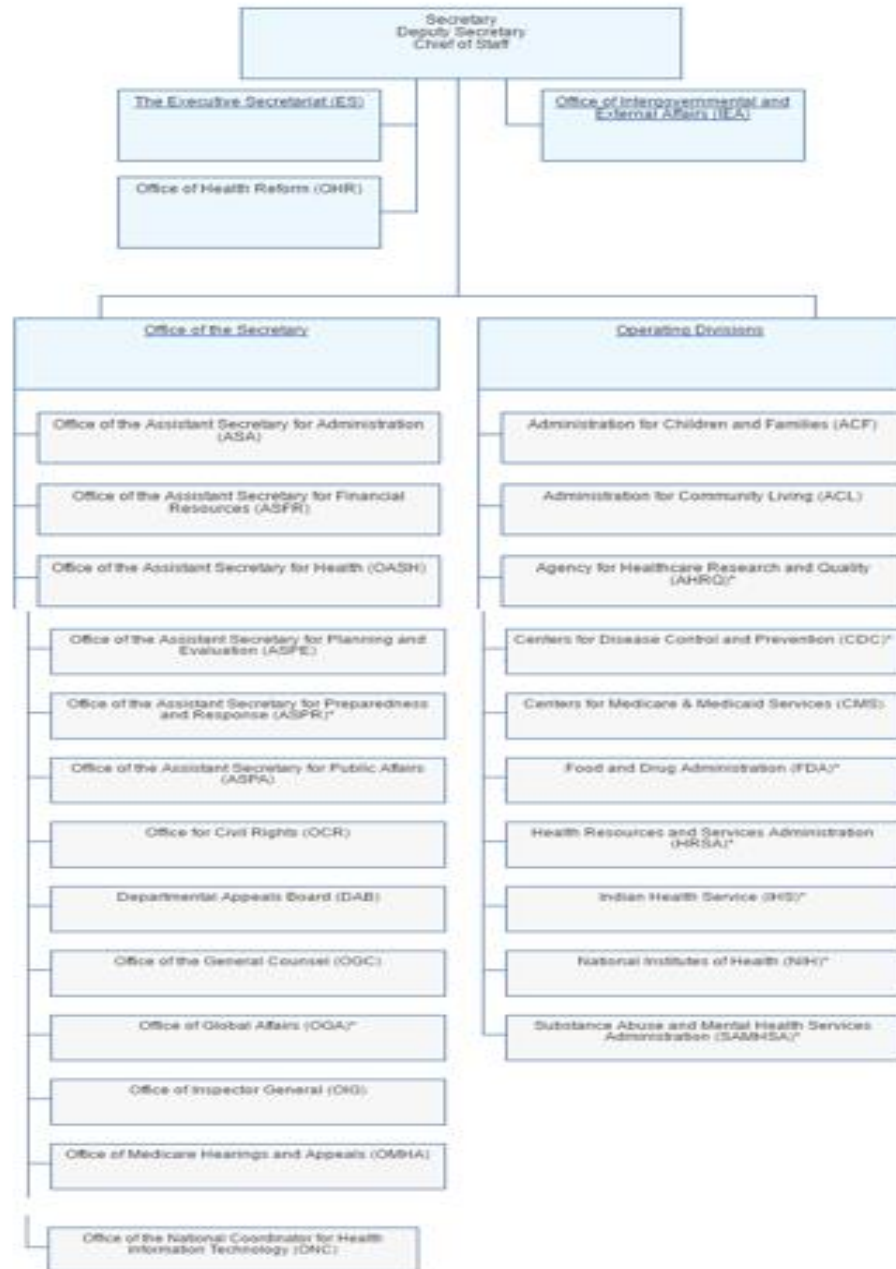 Secretary
Deputy Secretary
Chief of Staff
The Executive Secretariat (ES)
Office of Intergovernmental and
External Affairs (IEA)
Office of Health Reform (OHR)
Office of the Secretary
Office of the Assistant Secretary for Administration
(ASA)
Office of the Assistant Secretary for Financial
Resources (ASFR)
Office of the Assistant Secretary for Health (OASH)
Office of the Assistant Secretary for Planning and
Evaluation (ASPE)
Office of the Assistant Secretary for Preparedness
and Response (ASPR)*
Office of the Assistant Secretary for Public Affairs
(ASPA)
Office for Civil Rights (OCR)
Departmental Appeals Board (DAB)
Office of the General Counsel (OGC)
Office of Global Affairs (OGA)*
Office of Inspector General (OIG)
Office of Medicare Hearings and Appeals (OMHA)
Office of the National Coordinator for Health
Information Technology (ONC)
Operating Divisions
Administration for Children and Families (ACF)
Administration for Community Living (ACL)
Agency for Healthcare Research and Quality
(AHRQ)*
Centers for Disease Control and Prevention (CDC)*
Centers for Medicare & Medicaid Services (CMS)
Food and Drug Administration (FDA)*
Health Resources and Services Administration
(HRSA)*
Indian Health Service (IHS)*
National Institutes of Health (NIH)*
Substance Abuse and Mental Health Services
Administration (SAMHSA)*